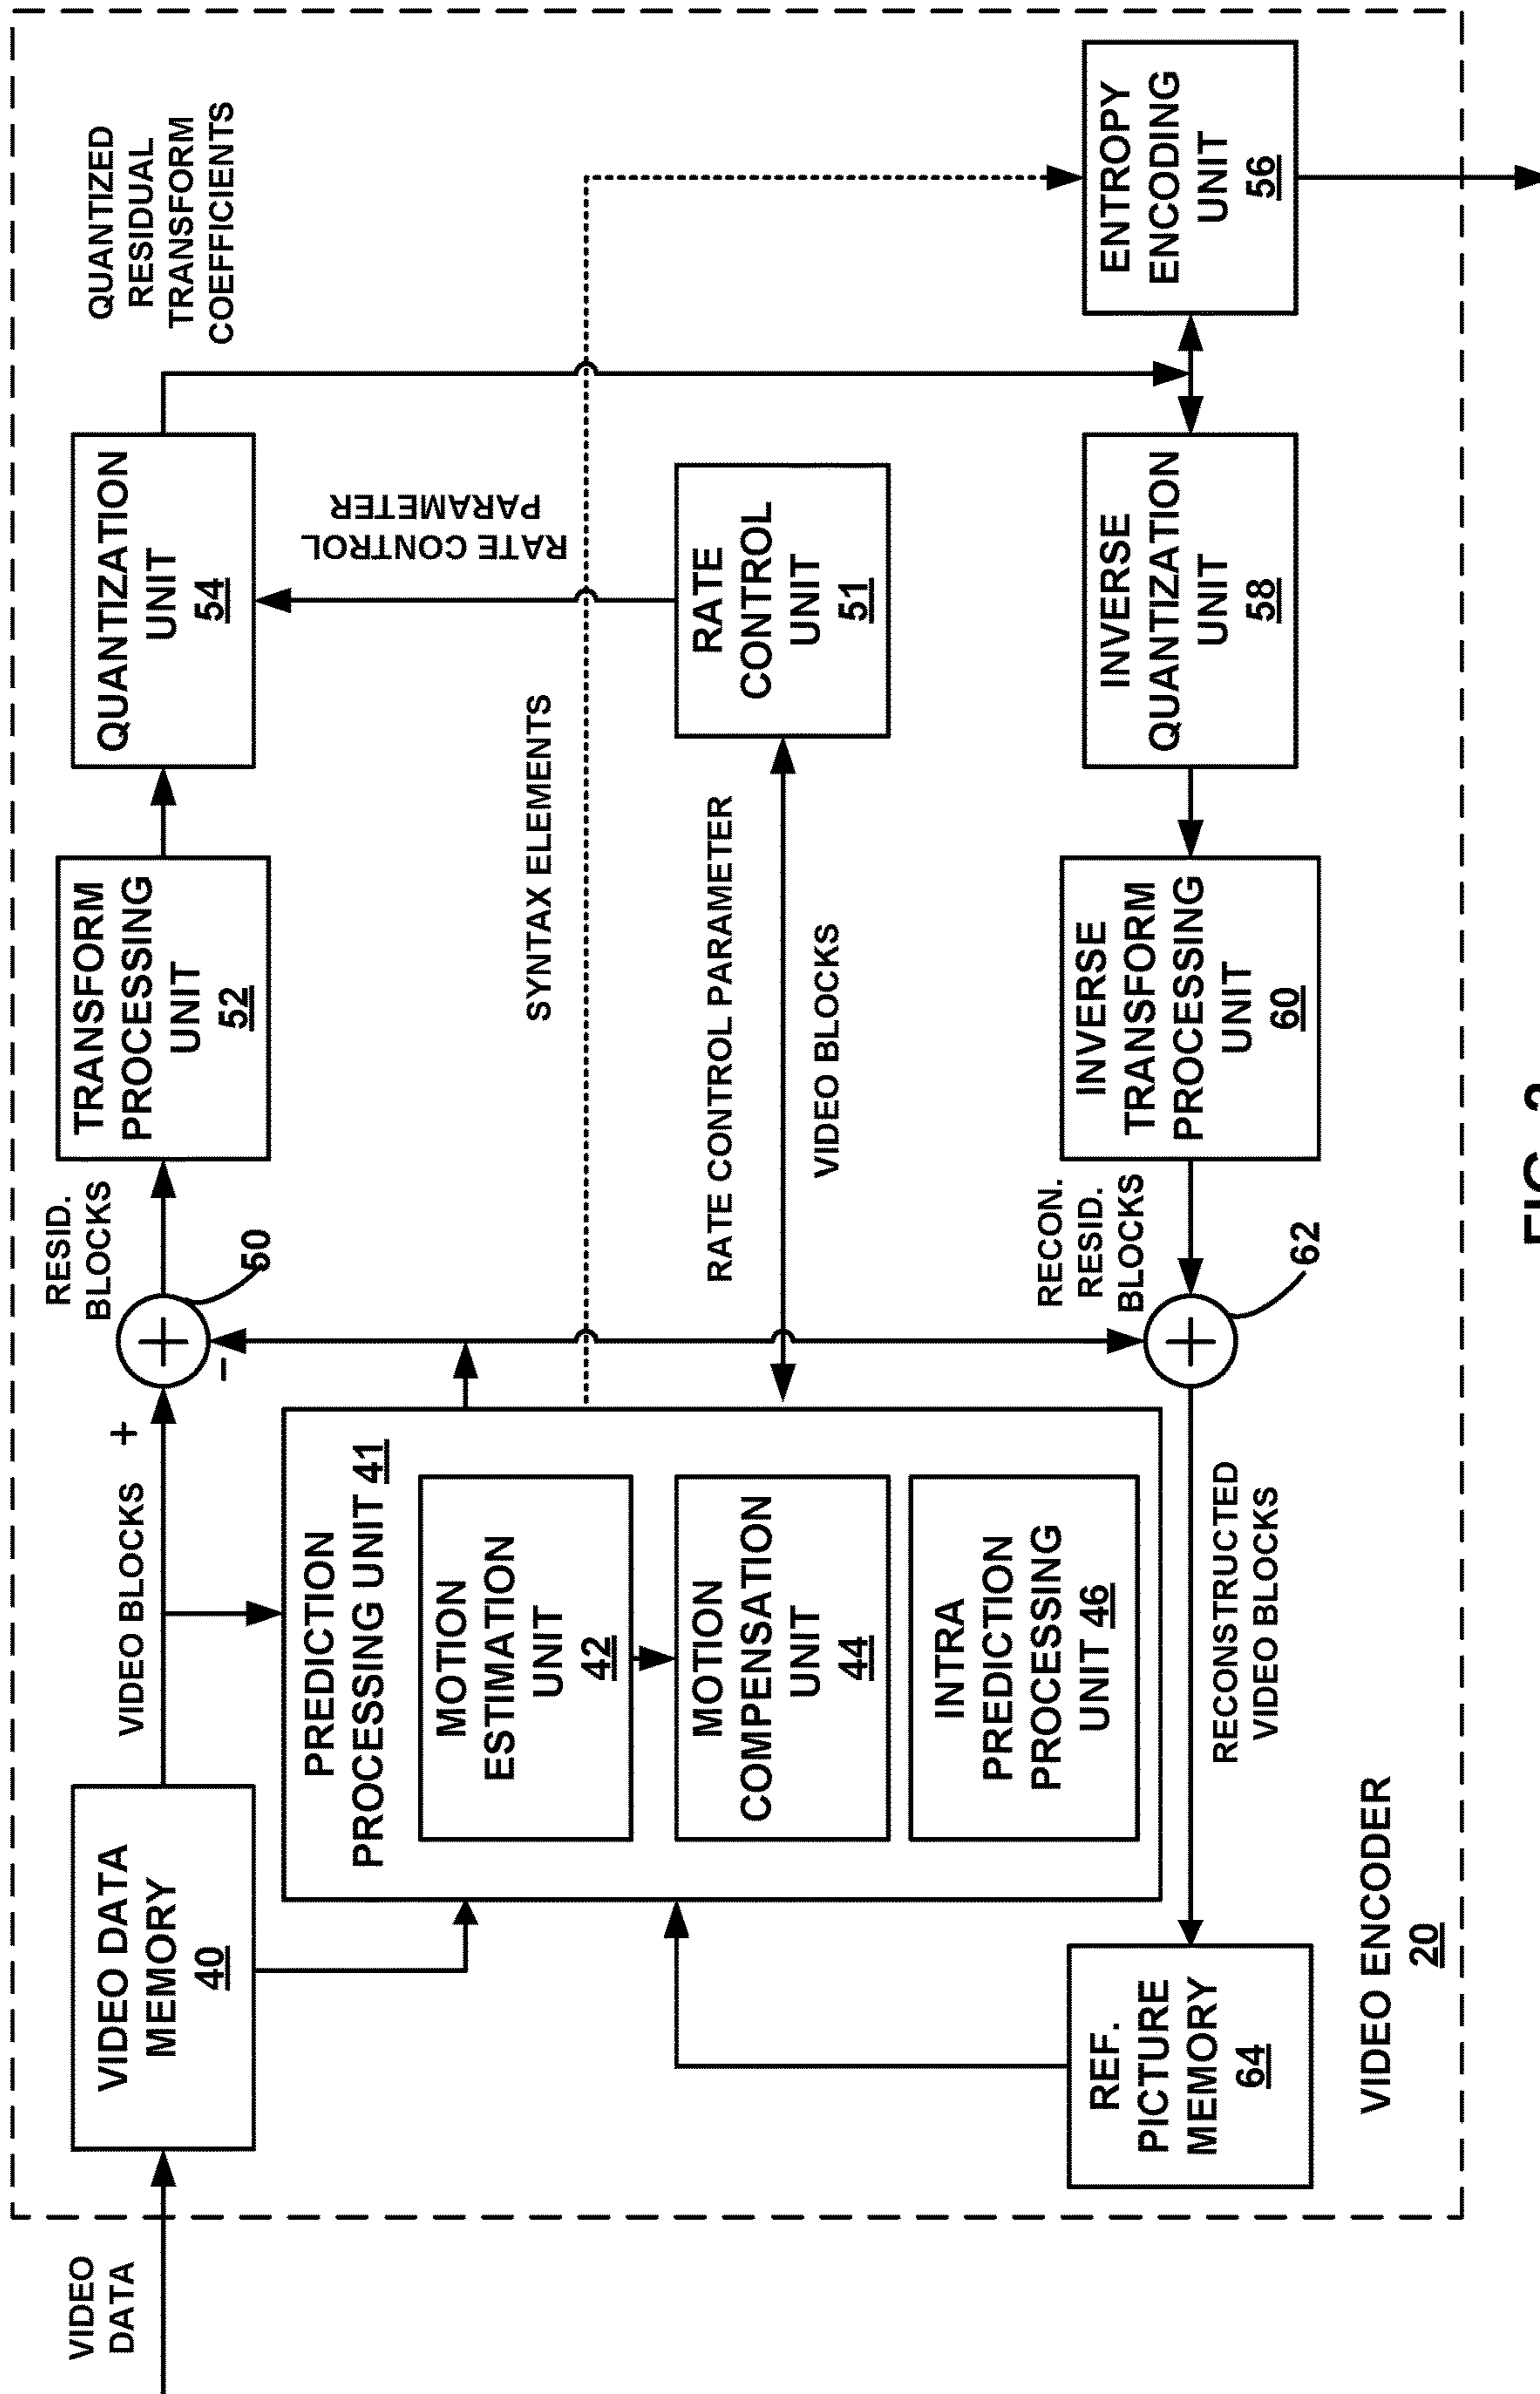 VIDEO
DATA
VIDEO DATA
MEMORY
40
VIDEO BLOCKS
+
-
50
RESID.
BLOCKS
TRANSFORM
PROCESSING
UNIT
52
QUANTIZATION
UNIT
54
QUANTIZED
RESIDUAL
TRANSFORM
COEFFICIENTS
RATE CONTROL
PARAMETER
PREDICTION
PROCESSING UNIT 41
MOTION
ESTIMATION
UNIT
42
MOTION
COMPENSATION
UNIT
44
INTRA
PREDICTION
PROCESSING
UNIT 46
SYNTAX ELEMENTS
RATE CONTROL PARAMETER
VIDEO BLOCKS
RATE
CONTROL
UNIT
51
REF.
PICTURE
MEMORY
64
RECONSTRUCTED
VIDEO BLOCKS
62
RECON.
RESID.
BLOCKS
INVERSE
TRANSFORM
PROCESSING
UNIT
60
INVERSE
QUANTIZATION
UNIT
58
ENTROPY
ENCODING
UNIT
56
VIDEO ENCODER
20